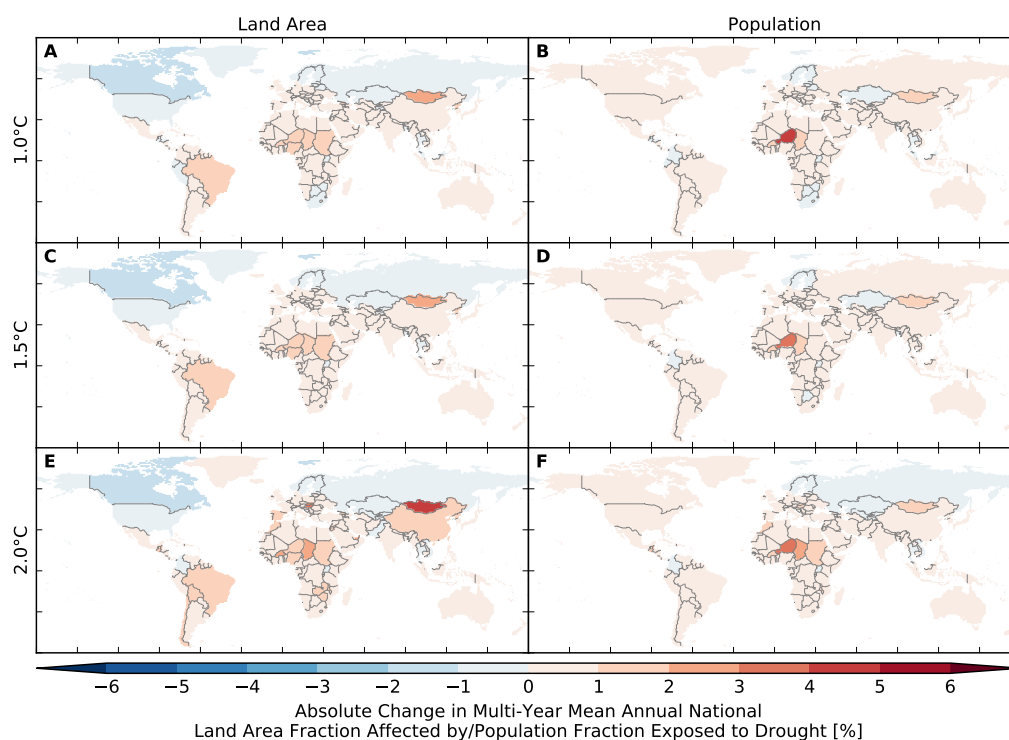 Land Area
Population
A
B
1.0°C
C
D
1.5°C
E
F
2.0°C
−6 −5 −4 −3 −2 −1 0 1 2 3 4 5 6
Absolute Change in Multi-Year Mean Annual National
Land Area Fraction Affected by/Population Fraction Exposed to Drought [%]